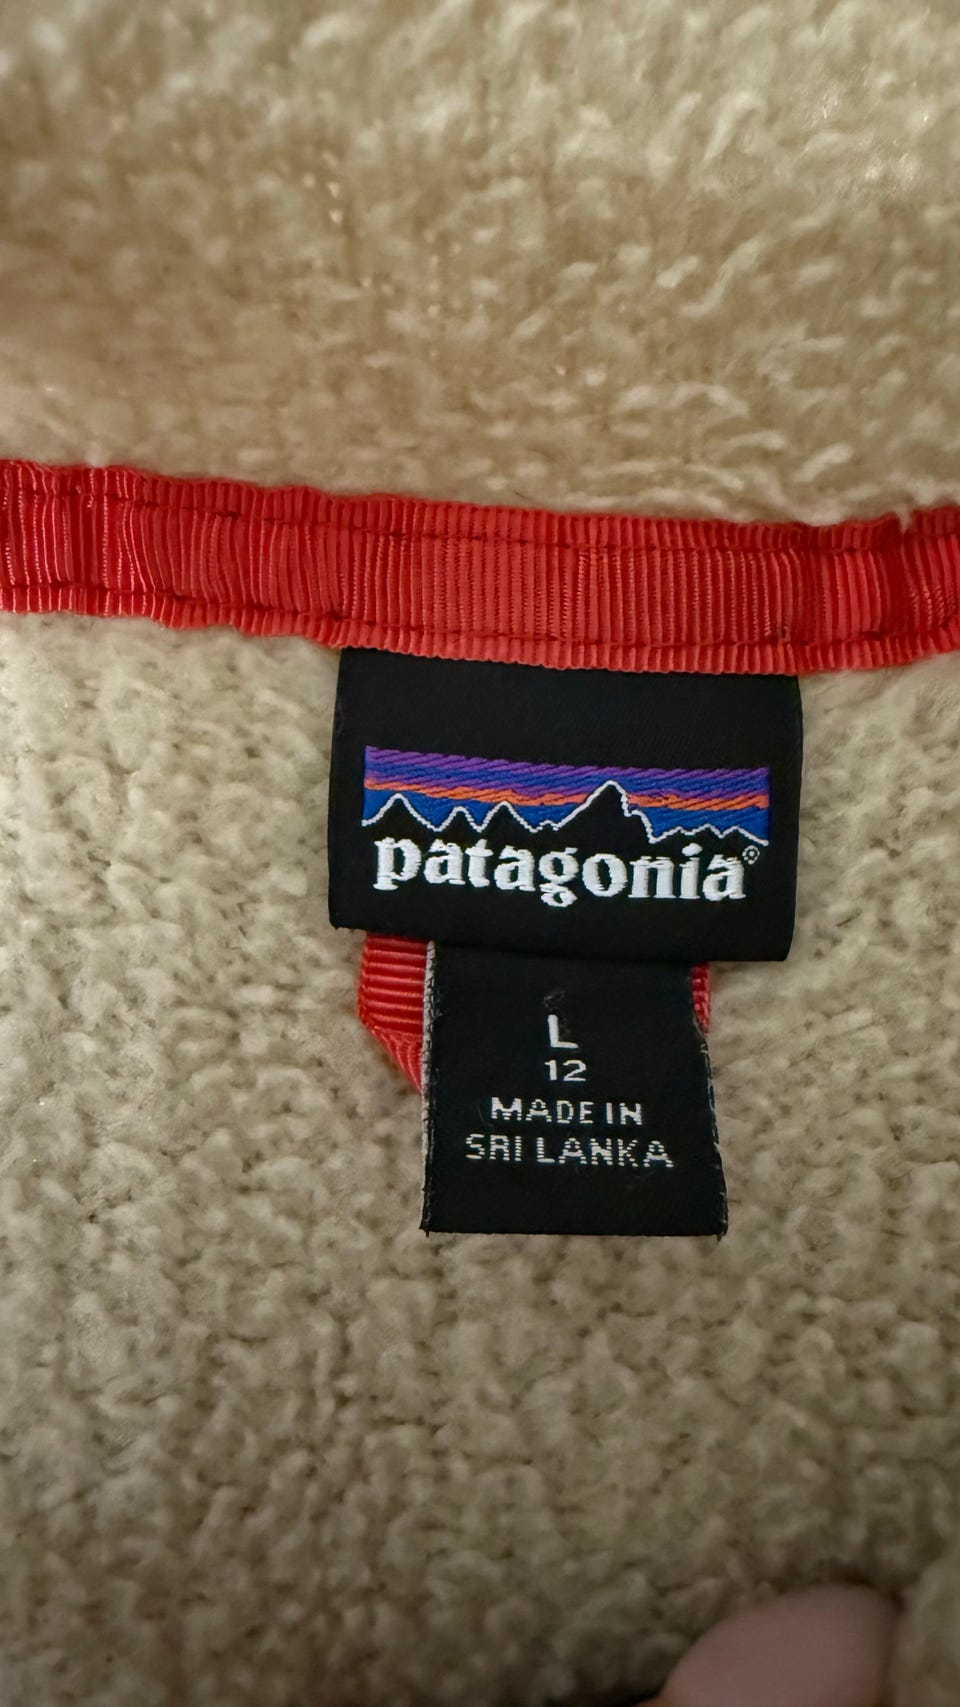 patagonia®
L
12
MADE IN
SRI LANKA